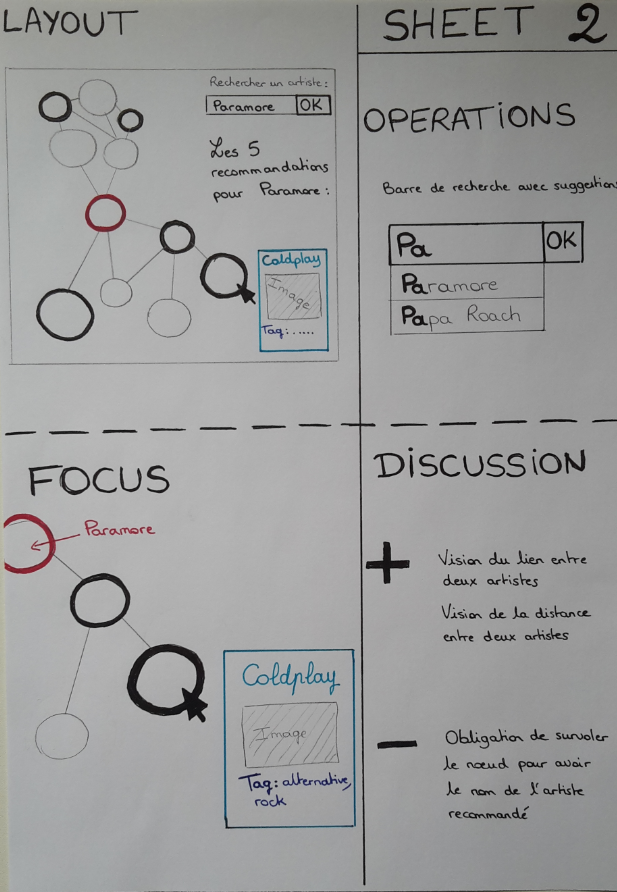 LAYOUT
Rechercher un artiste:
Paramore OK
Les 5
recommandations
pour Paramore:
Coldplay
Image
Tag:......
SHEET 2
OPERATIONS
Barre de recherche avec suggestions
Pa OK
Paramore
Papa Roach
FOCUS
Paramore
Coldplay
Image
Tag: alternative,
rock
DISCUSSION
+
Vision du lien entre
deux artistes
Vision de la distance
entre deux artistes
—
Obligation de survoler
le nœud pour avoir
le nom de l'artiste
recommandé